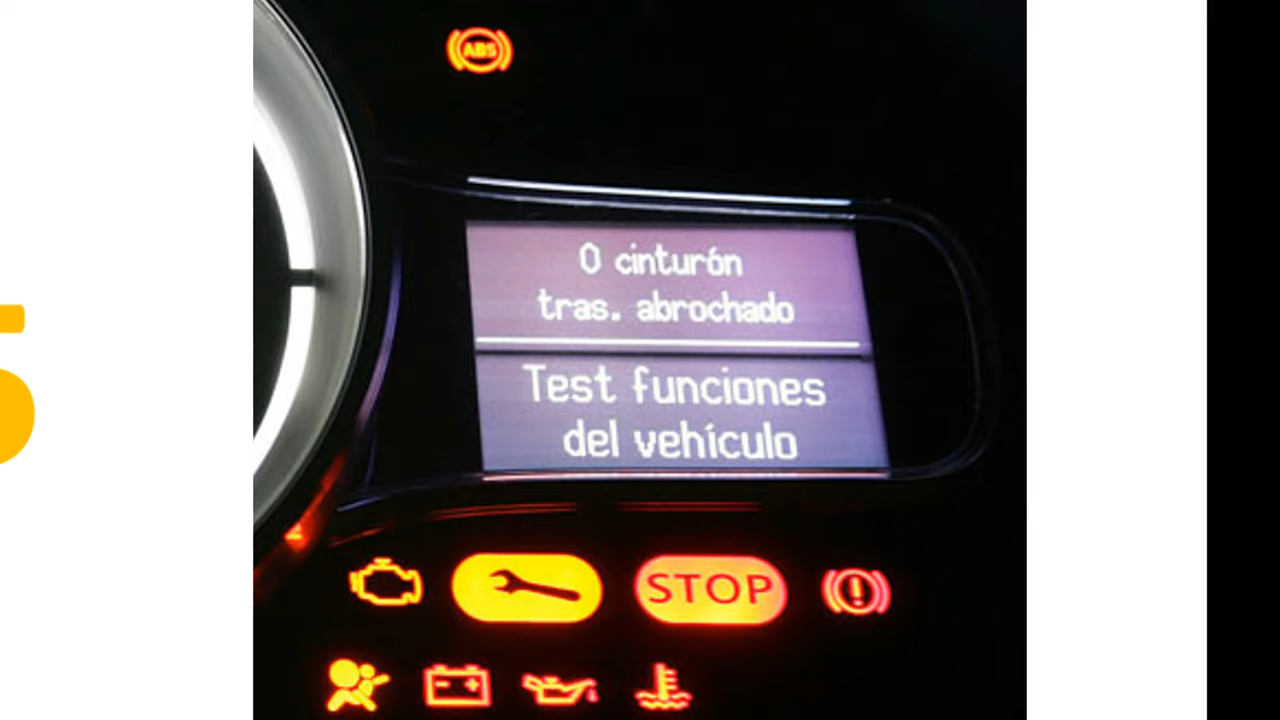 ABS
0 cinturón
tras. abrochado
Test funciones
del vehículo
STOP